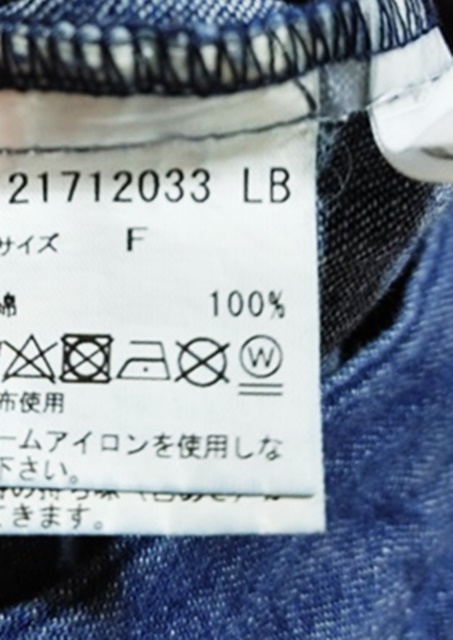 21712033 LB
サイズ F
綿 100%
W
布使用
ームアイロンを使用しな
下さい。
てきます。